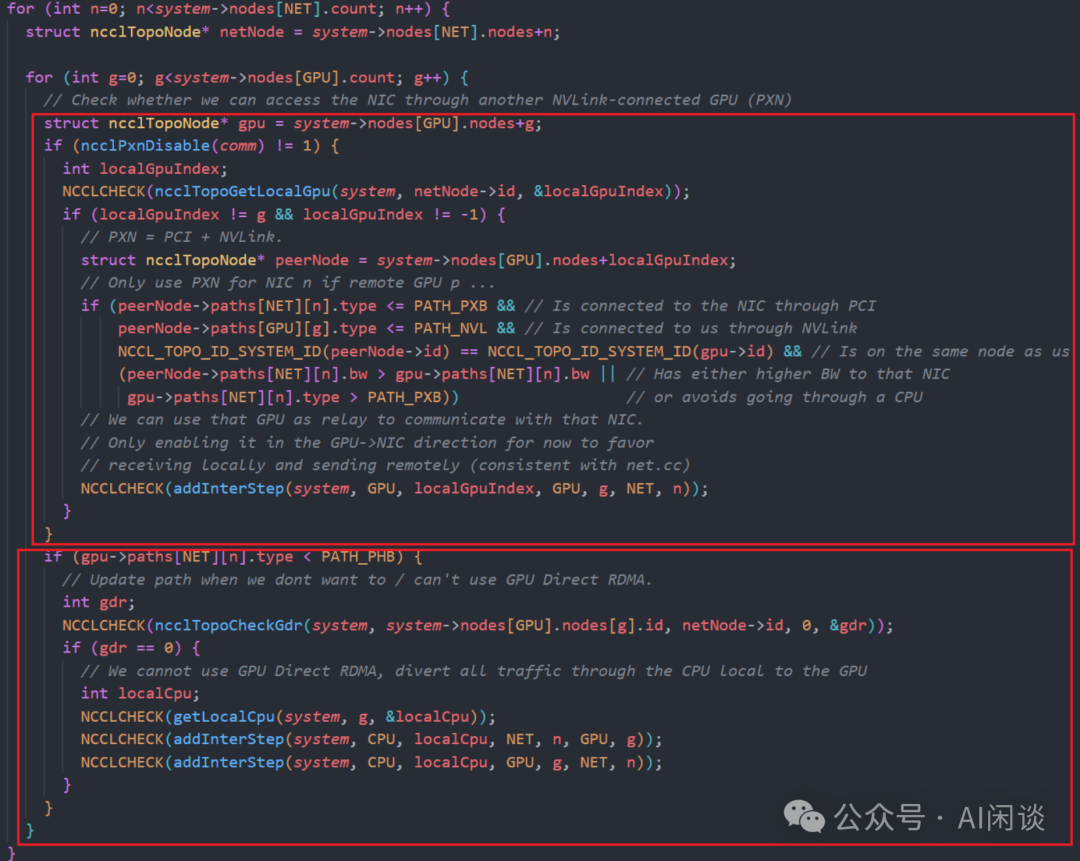 for (int n=0; n<system->nodes[NET].count; n++) {
  struct ncclTopoNode* netNode = system->nodes[NET].nodes+n;

  for (int g=0; g<system->nodes[GPU].count; g++) {
    // Check whether we can access the NIC through another NVLink-connected GPU (PXN)
    struct ncclTopoNode* gpu = system->nodes[GPU].nodes+g;
    if (ncclPxnDisable(comm) != 1) {
      int localGpuIndex;
      NCCLCHECK(ncclTopoGetLocalGpu(system, netNode->id, &localGpuIndex));
      if (localGpuIndex != g && localGpuIndex != -1) {
        // PXN = PCI + NVLink.
        struct ncclTopoNode* peerNode = system->nodes[GPU].nodes+localGpuIndex;
        // Only use PXN for NIC n if remote GPU p ...
        if (peerNode->paths[NET][n].type <= PATH_PXB && // Is connected to the NIC through PCI
            peerNode->paths[GPU][g].type <= PATH_NVL && // Is connected to us through NVLink
            NCCL_TOPO_ID_SYSTEM_ID(peerNode->id) == NCCL_TOPO_ID_SYSTEM_ID(gpu->id) && // Is on the same node as us
            (peerNode->paths[NET][n].bw > gpu->paths[NET][n].bw || // Has either higher BW to that NIC
             gpu->paths[NET][n].type > PATH_PXB))                  // or avoids going through a CPU
        // We can use that GPU as relay to communicate with that NIC.
        // Only enabling it in the GPU->NIC direction for now to favor
        // receiving locally and sending remotely (consistent with net.cc)
        NCCLCHECK(addInterStep(system, GPU, localGpuIndex, GPU, g, NET, n));
      }
    }
    if (gpu->paths[NET][n].type < PATH_PHB) {
      // Update path when we dont want to / can't use GPU Direct RDMA.
      int gdr;
      NCCLCHECK(ncclTopoCheckGdr(system, system->nodes[GPU].nodes[g].id, netNode->id, 0, &gdr));
      if (gdr == 0) {
        // We cannot use GPU Direct RDMA, divert all traffic through the CPU local to the GPU
        int localCpu;
        NCCLCHECK(getLocalCpu(system, g, &localCpu));
        NCCLCHECK(addInterStep(system, CPU, localCpu, NET, n, GPU, g));
        NCCLCHECK(addInterStep(system, CPU, localCpu, GPU, g, NET, n));
      }
    }
  }
}
公众号 · AI闲谈